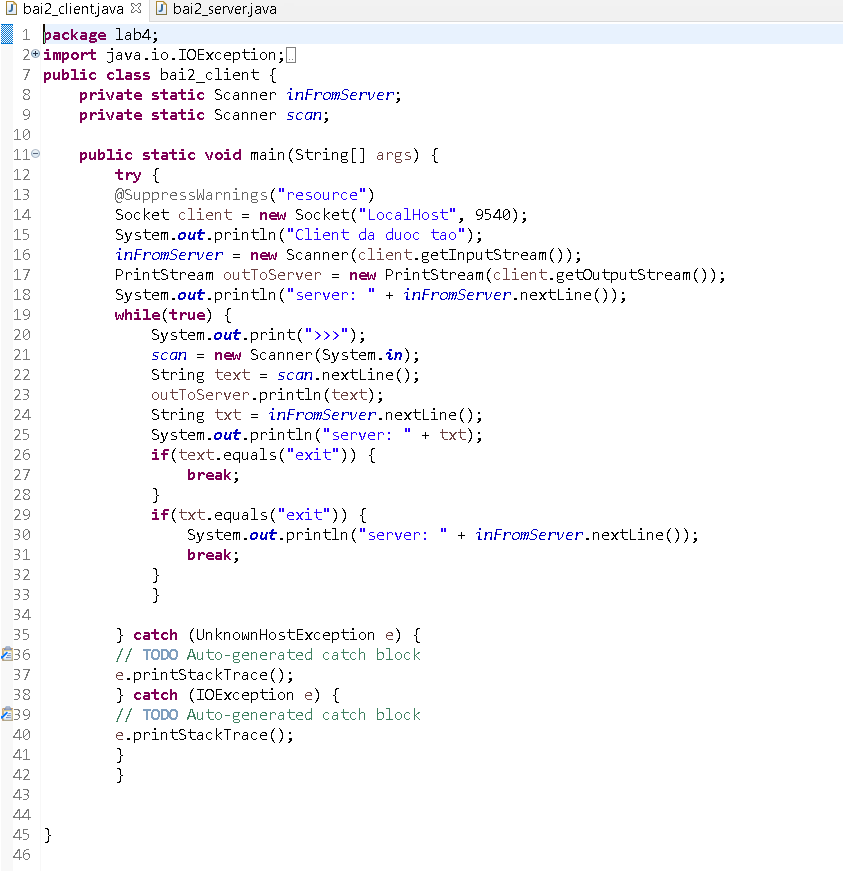 bai2_client.java bai2_server.java
1 package lab4;
2 import java.io.IOException;
7 public class bai2_client {
8 private static Scanner inFromServer;
9 private static Scanner scan;
10
11 public static void main(String[] args) {
12 try {
13 @SuppressWarnings("resource")
14 Socket client = new Socket("LocalHost", 9540);
15 System.out.println("Client da duoc tao");
16 inFromServer = new Scanner(client.getInputStream());
17 PrintStream outToServer = new PrintStream(client.getOutputStream());
18 System.out.println("server: " + inFromServer.nextLine());
19 while(true) {
20 System.out.print(">>>");
21 scan = new Scanner(System.in);
22 String text = scan.nextLine();
23 outToServer.println(text);
24 String txt = inFromServer.nextLine();
25 System.out.println("server: " + txt);
26 if(text.equals("exit")) {
27 break;
28 }
29 if(txt.equals("exit")) {
30 System.out.println("server: " + inFromServer.nextLine());
31 break;
32 }
33 }
34
35 } catch (UnknownHostException e) {
36 // TODO Auto-generated catch block
37 e.printStackTrace();
38 } catch (IOException e) {
39 // TODO Auto-generated catch block
40 e.printStackTrace();
41 }
42 }
43
44
45 }
46